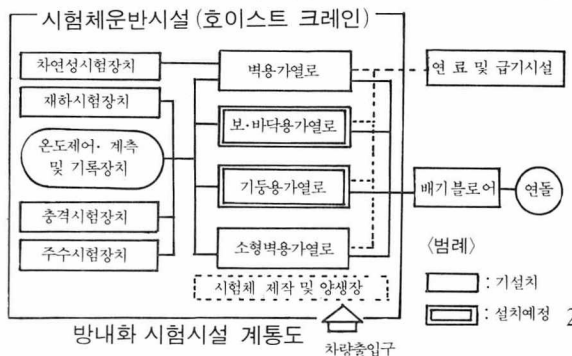 시험체운반시설(호이스트 크레인)
차연성시험장치
벽용가열로
연 료 및 급기시설
재하시험장치
보·바닥용가열로
온도제어· 계측
및 기록장치
기둥용가열로
배기블로어
연돌
충격시험장치
주수시험장치
소형벽용가열로
〈범례〉
: 기설치
시험체 제작 및 양생장
: 설치예정
2
방내화 시험시설 계통도
차량출입구